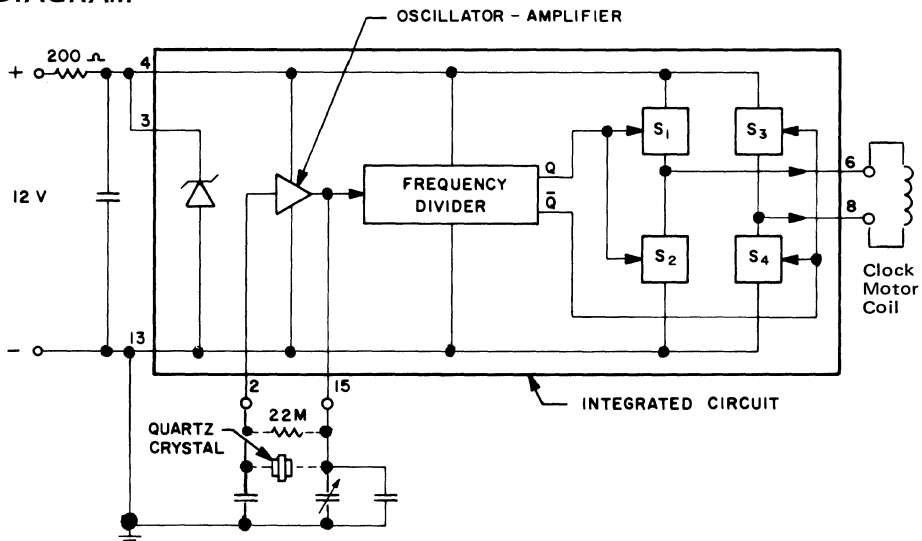 DIAGRAM
OSCILLATOR – AMPLIFIER
200 Ω
+
4
3
12 V
FREQUENCY
DIVIDER
Q
Q̅
S1
S2
S3
S4
6
8
Clock
Motor
Coil
–
13
2
15
INTEGRATED CIRCUIT
22M
QUARTZ
CRYSTAL